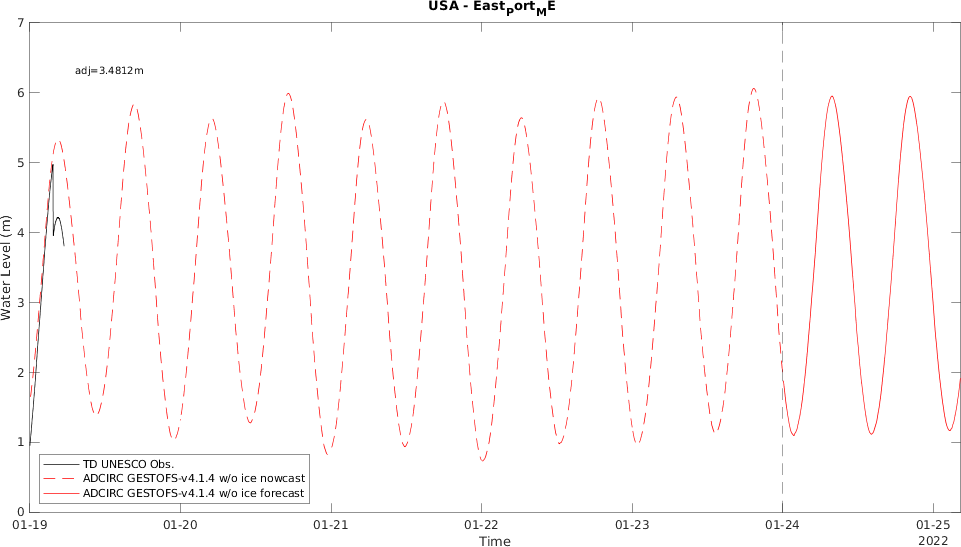 USA - EastPortME
7
adj=3.4812m
6
5
4
3
2
1
0
Water Level (m)
TD UNESCO Obs.
ADCIRC GESTOFS-v4.1.4 w/o ice nowcast
ADCIRC GESTOFS-v4.1.4 w/o ice forecast
01-19 01-20 01-21 01-22 01-23 01-24 01-25
Time 2022